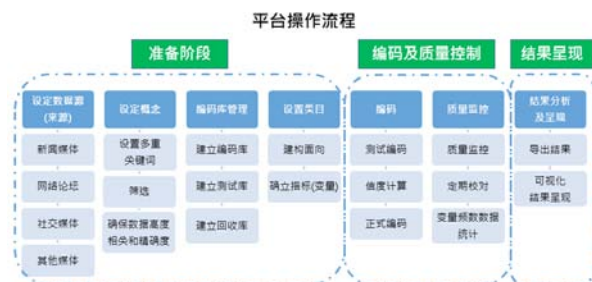 平台操作流程
准备阶段
编码及质量控制
结果呈现
设定数据源
(来源)
设定概念
编码库管理
设置类目
编码
质量监控
结果分析
及呈现
新闻媒体
设置多重
关键词
建立编码库
建构面向
测试编码
质量监控
导出结果
网络论坛
筛选
建立测试库
确立指标(变量)
信度计算
定期校对
可视化
结果呈现
社交媒体
确保数据高度
相关和精确度
建立回收库
正式编码
变量频数数据
统计
其他媒体